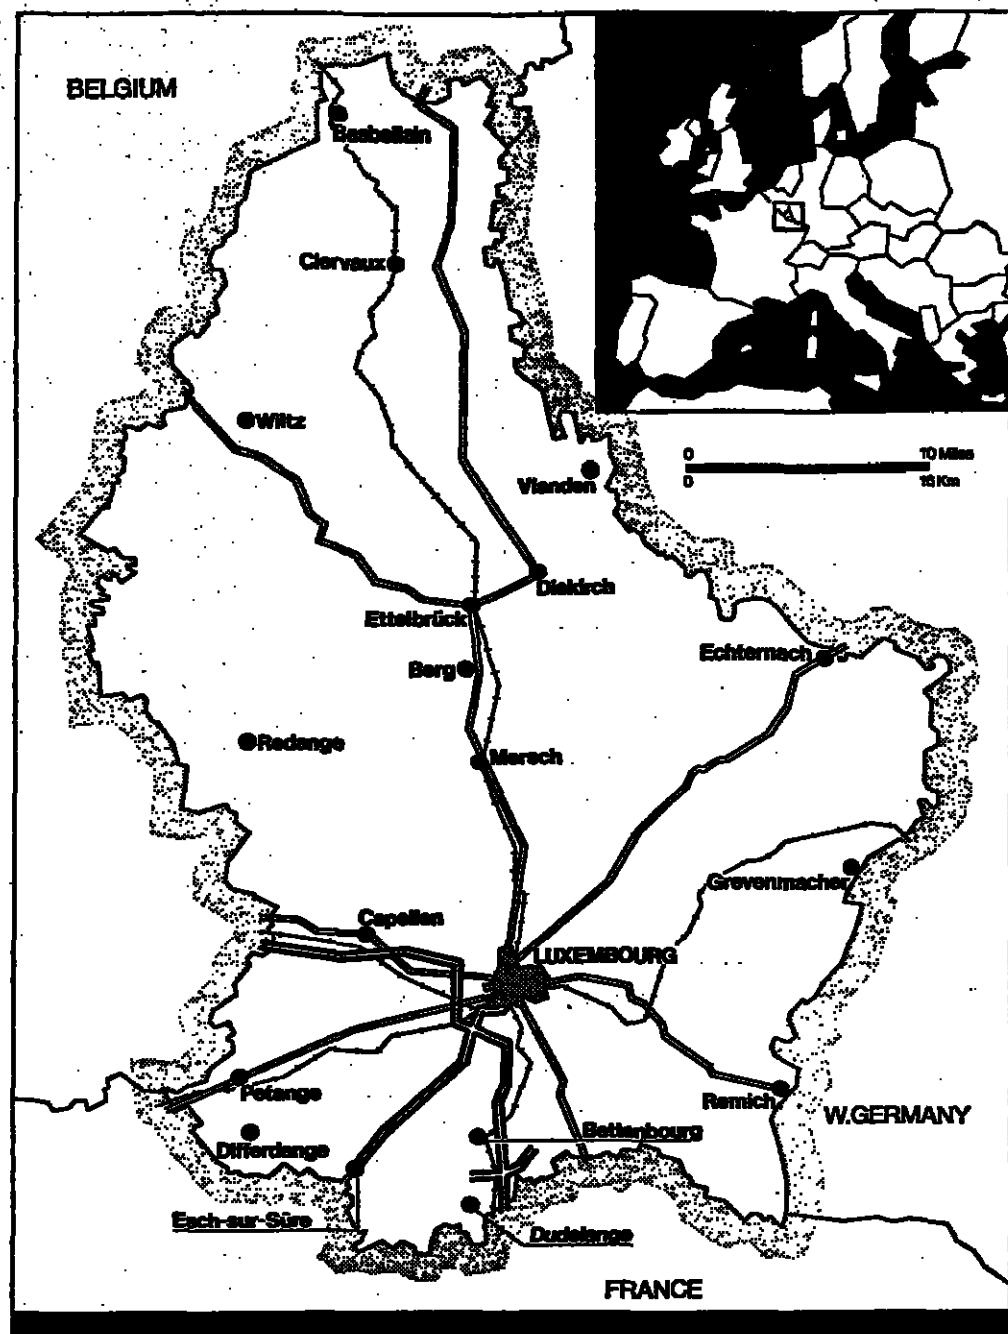 BELGIUM
Basbellain
Clervaux
Wiltz
0 10 Miles
0 16 Km
Vianden
Diekirch
Ettelbrück
Echternach
Berg
Redange
Mersch
Grevenmacher
Capellen
LUXEMBOURG
Petange
Remich
W.GERMANY
Differdange
Bettenbourg
Esch-sur-Sûre
Dudelange
FRANCE